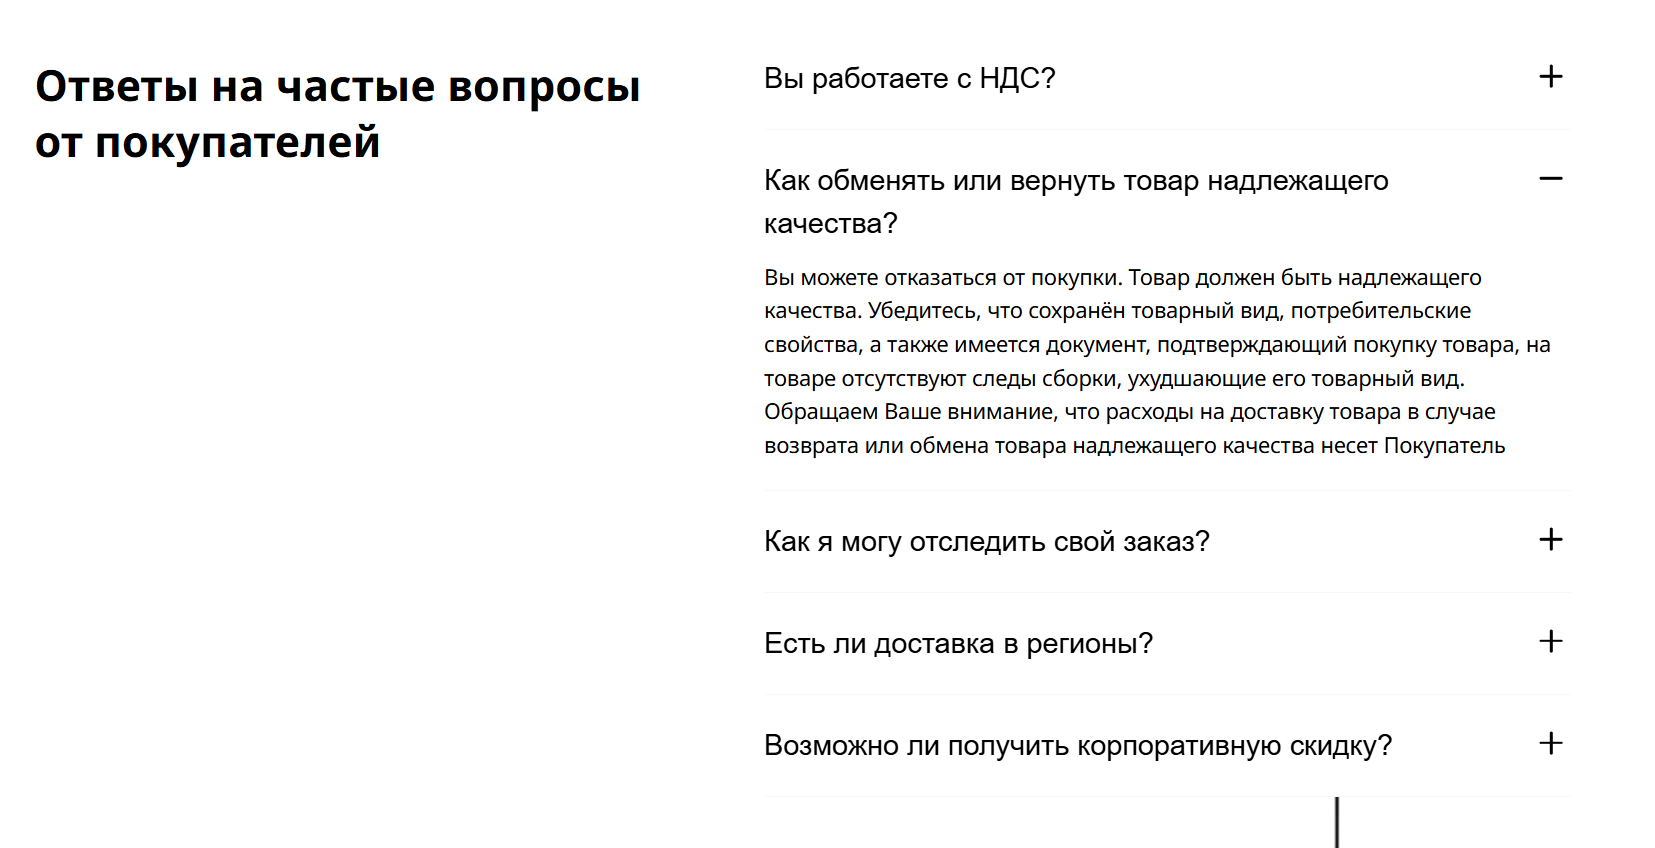 Ответы на частые вопросы
от покупателей
Вы работаете с НДС?
Как обменять или вернуть товар надлежащего
качества?
Вы можете отказаться от покупки. Товар должен быть надлежащего
качества. Убедитесь, что сохранён товарный вид, потребительские
свойства, а также имеется документ, подтверждающий покупку товара, на
товаре отсутствуют следы сборки, ухудшающие его товарный вид.
Обращаем Ваше внимание, что расходы на доставку товара в случае
возврата или обмена товара надлежащего качества несет Покупатель
Как я могу отследить свой заказ?
Есть ли доставка в регионы?
Возможно ли получить корпоративную скидку?